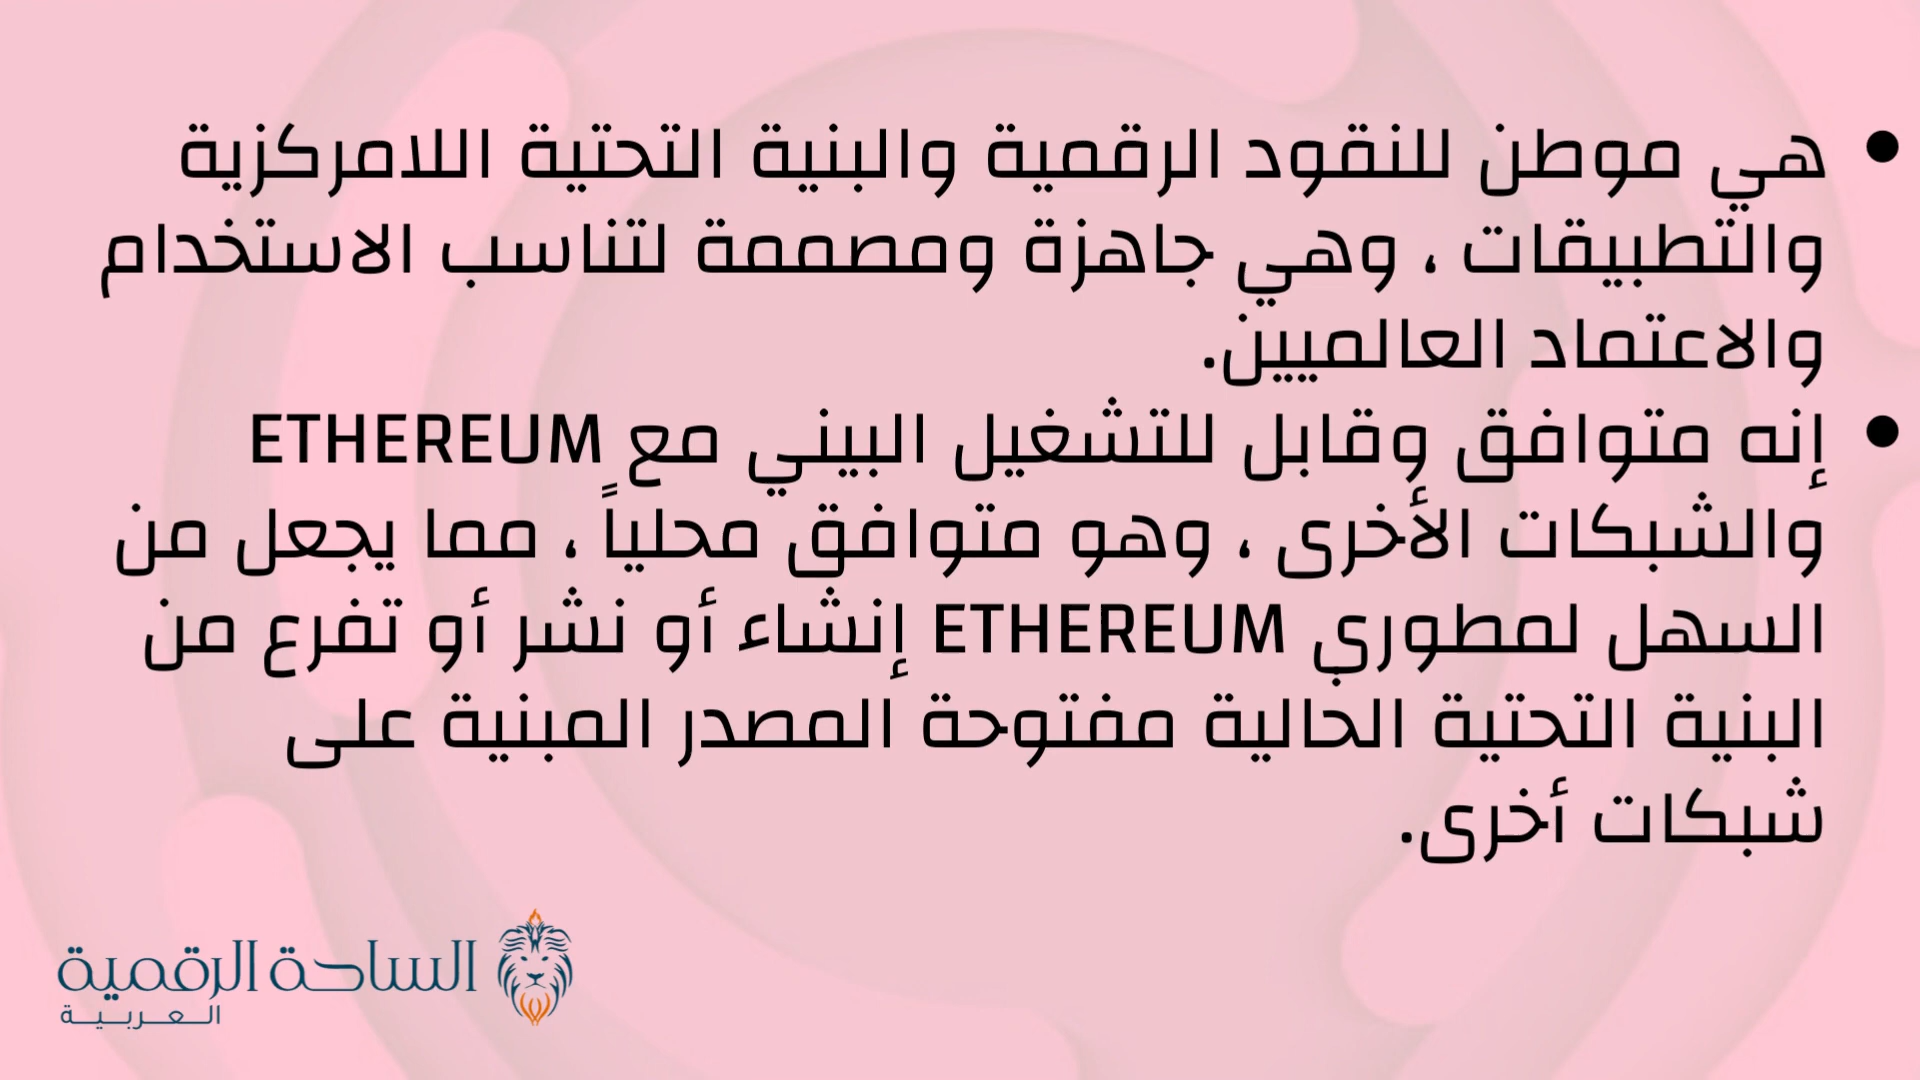 • هي موطن للنقود الرقمية والبنية التحتية اللامركزية
والتطبيقات ، وهي جاهزة ومصممة لتناسب الاستخدام
والاعتماد العالميين.
• إنه متوافق وقابل للتشغيل البيني مع ETHEREUM
والشبكات الأخرى ، وهو متوافق محلياً ، مما يجعل من
السهل لمطوري ETHEREUM إنشاء أو نشر أو تفرع من
البنية التحتية الحالية مفتوحة المصدر المبنية على
شبكات أخرى.
الساحة الرقمية
العربية